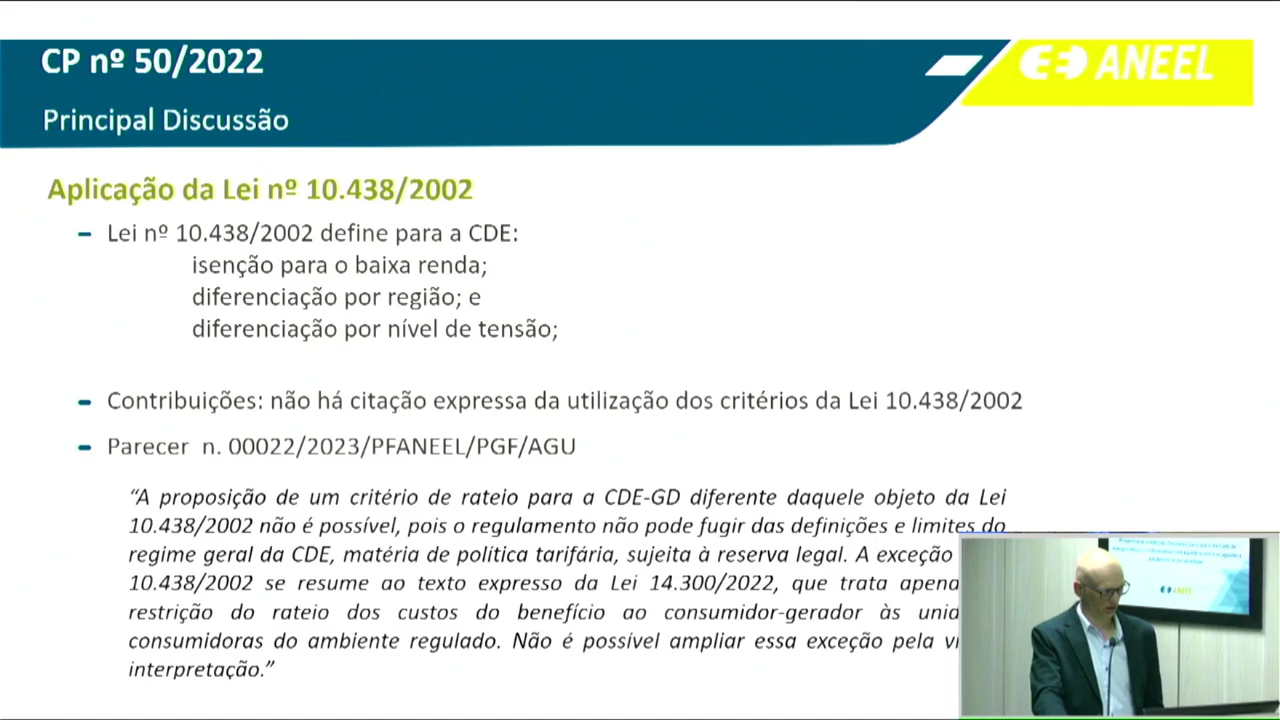 CP nº 50/2022
ANEEL
Principal Discussão
Aplicação da Lei nº 10.438/2002
– Lei nº 10.438/2002 define para a CDE:
isenção para o baixa renda;
diferenciação por região; e
diferenciação por nível de tensão;
– Contribuições: não há citação expressa da utilização dos critérios da Lei 10.438/2002
– Parecer n. 00022/2023/PFANEEL/PGF/AGU
“A proposição de um critério de rateio para a CDE-GD diferente daquele objeto da Lei
10.438/2002 não é possível, pois o regulamento não pode fugir das definições e limites do
regime geral da CDE, matéria de política tarifária, sujeita à reserva legal. A exceção
10.438/2002 se resume ao texto expresso da Lei 14.300/2022, que trata apena
restrição do rateio dos custos do benefício ao consumidor-gerador às unid
consumidoras do ambiente regulado. Não é possível ampliar essa exceção pela vi
interpretação.”
ANEEL